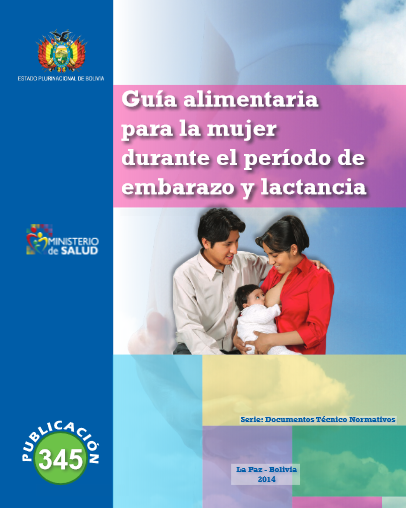 ESTADO PLURINACIONAL DE BOLIVIA
Guía alimentaria
para la mujer
durante el período de
embarazo y lactancia
MINISTERIO
de SALUD
Serie: Documentos Técnico Normativos
PUBLICACIÓN
345
La Paz - Bolivia
2014